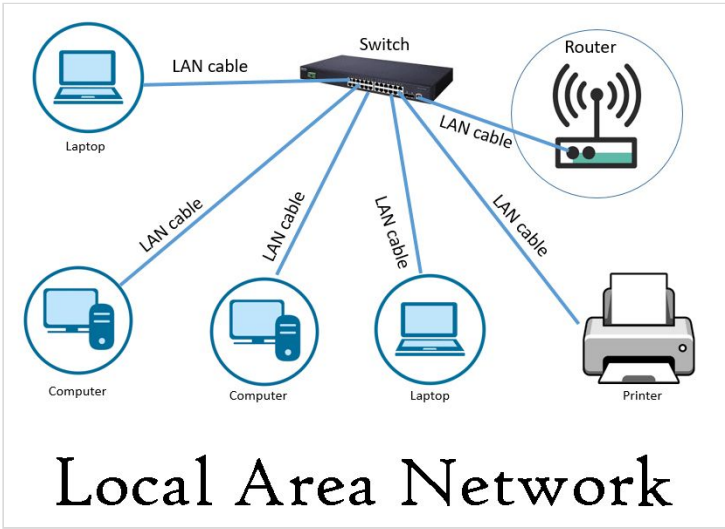 Switch
Router
LAN cable
LAN cable
Laptop
LAN cable
LAN cable
LAN cable
LAN cable
Computer
Computer
Laptop
Printer
Local Area Network